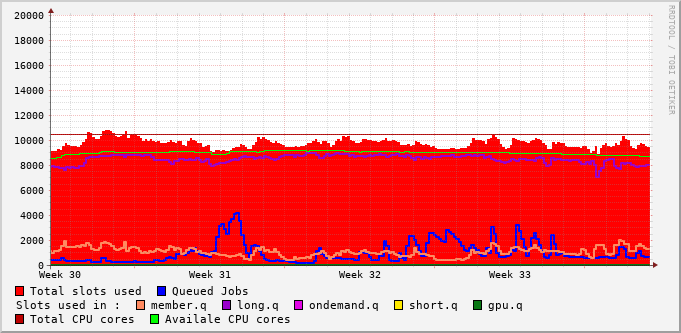 20000
18000
16000
14000
12000
10000
8000
6000
4000
2000
0
Week 30 Week 31 Week 32 Week 33
RRDTOOL / TOBI OETIKER
Total slots used Queued Jobs
Slots used in : member.q long.q ondemand.q short.q gpu.q
Total CPU cores Availale CPU cores